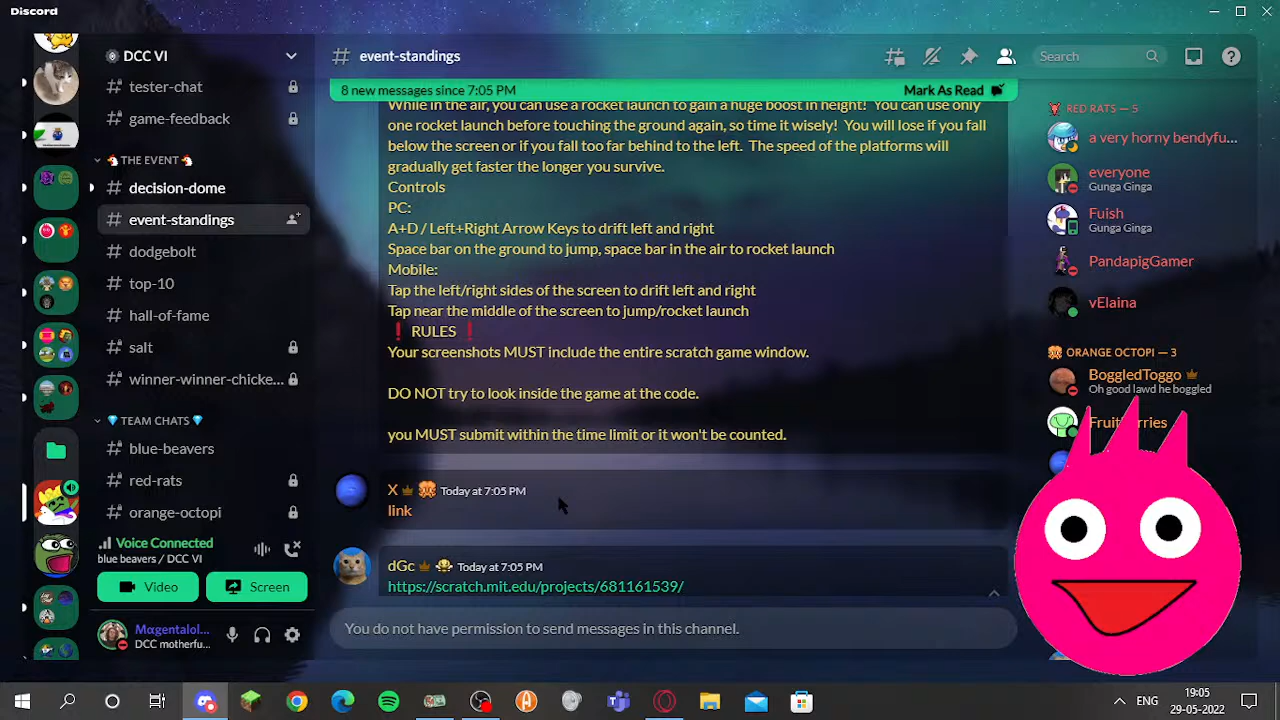 Discord
DCC VI
tester-chat
game-feedback
THE EVENT
decision-dome
event-standings
dodgebolt
top-10
hall-of-fame
salt
winner-winner-chicke...
TEAM CHATS
blue-beavers
red-rats
orange-octopi
Voice Connected
blue beavers / DCC VI
Video
Screen
Mαgentalol...
DCC motherfu...
event-standings
Search
8 new messages since 7:05 PM
Mark As Read
While in the air, you can use a rocket launch to gain a huge boost in height! You can use only
one rocket launch before touching the ground again, so time it wisely! You will lose if you fall
below the screen or if you fall too far behind to the left. The speed of the platforms will
gradually get faster the longer you survive.
Controls
PC:
A+D / Left+Right Arrow Keys to drift left and right
Space bar on the ground to jump, space bar in the air to rocket launch
Mobile:
Tap the left/right sides of the screen to drift left and right
Tap near the middle of the screen to jump/rocket launch
❗ RULES ❗
Your screenshots MUST include the entire scratch game window.
DO NOT try to look inside the game at the code.
you MUST submit within the time limit or it won't be counted.
X Today at 7:05 PM
link
dGc Today at 7:05 PM
https://scratch.mit.edu/projects/681161539/
You do not have permission to send messages in this channel.
RED RATS — 5
a very horny bendyfu...
everyone
Gunga Ginga
Fuish
Gunga Ginga
PandapigGamer
vElaina
ORANGE OCTOPI — 3
BoggledToggo
Oh good lawd he boggled
ENG
19:05
29-05-2022